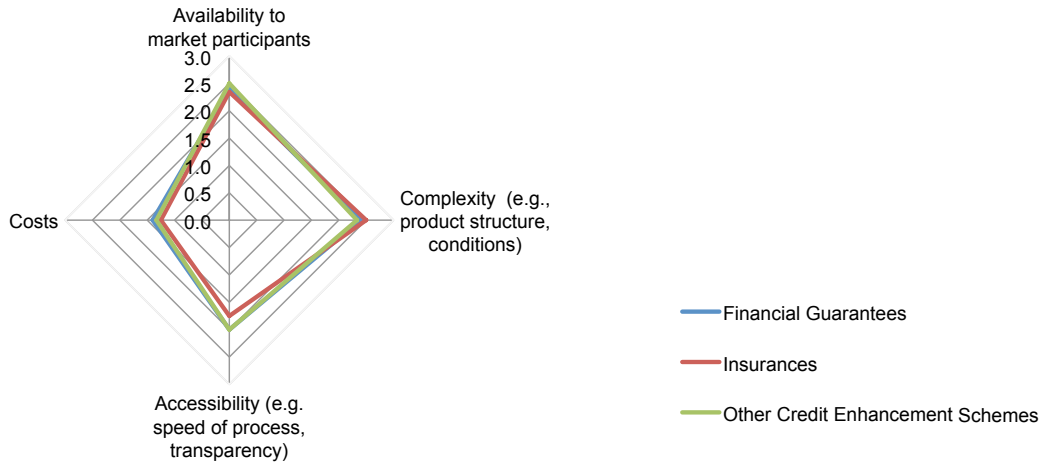 Availability to
market participants
3.0
2.5
2.0
1.5
1.0
0.5
0.0
Costs
Complexity (e.g.,
product structure,
conditions)
Accessibility (e.g.
speed of process,
transparency)
Financial Guarantees
Insurances
Other Credit Enhancement Schemes